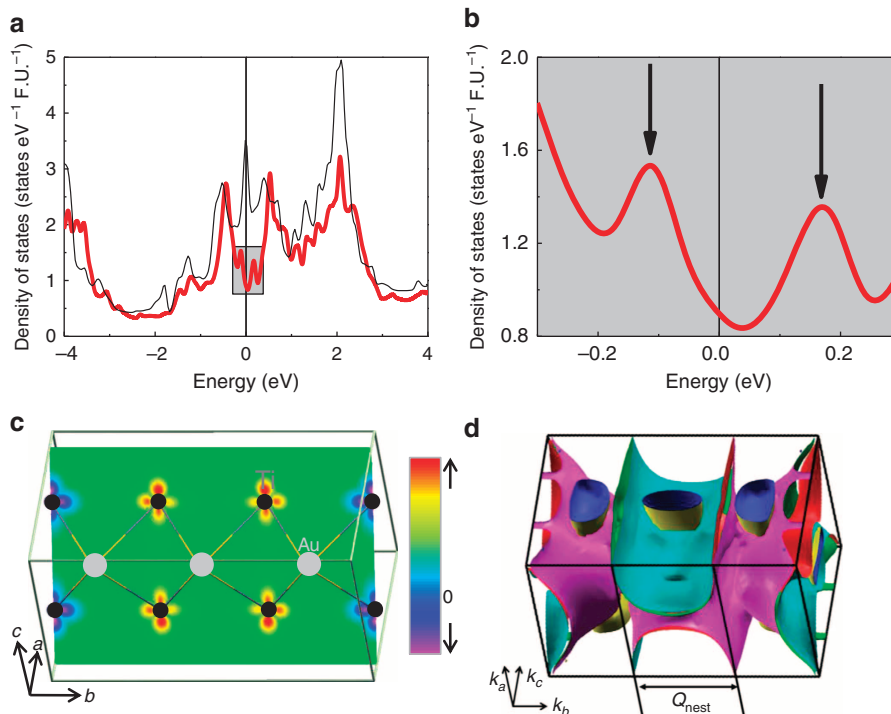 a
Density of states (states eV⁻¹ F.U.⁻¹)
5
4
3
2
1
0
−4
−2
0
2
4
Energy (eV)
b
Density of states (states eV⁻¹ F.U.⁻¹)
2.0
1.6
1.2
0.8
−0.2
0.0
0.2
Energy (eV)
c
Ti
Au
0
c
a
b
d
kₐ
k_c
k_b
Q_nest